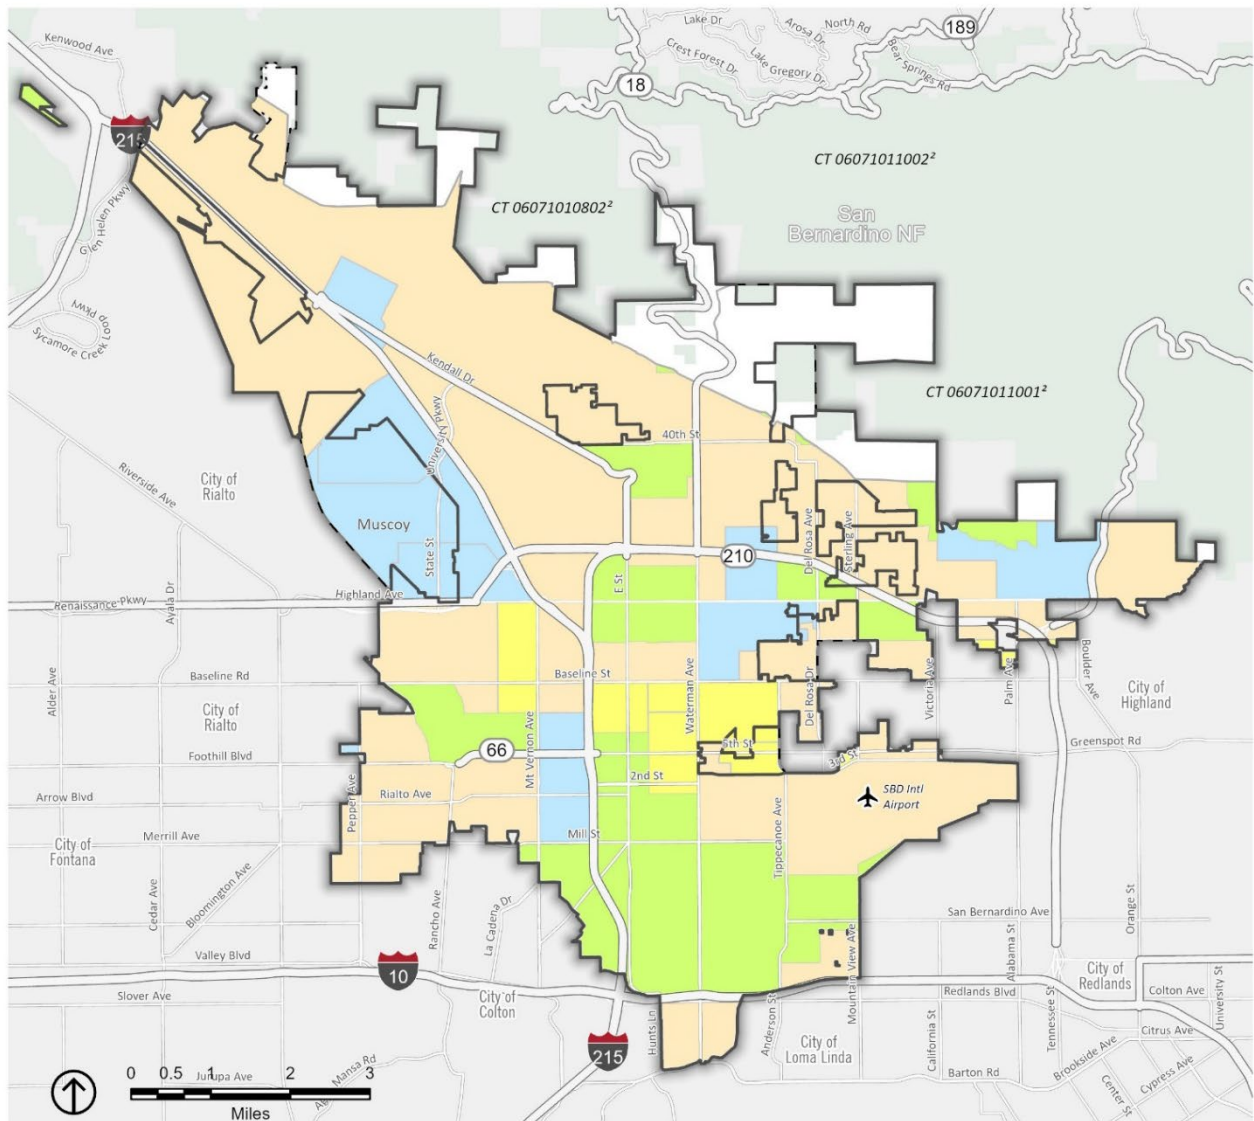 Kenwood Ave
Lake Dr
Arosa Dr
North Rd
189
Crest Forest Dr
Lake Gregory Dr
Bear Springs Rd
18
215
CT 06071011002²
Glen Helen Pkwy
CT 06071010802²
San
Bernardino NF
Sycamore Creek Loop Pkwy
Kendall Dr
CT 06071011001²
University Pkwy
40th St
City of
Rialto
Riverside Ave
Muscoy
State St
Del Rosa Ave
Sterling Ave
210
E St
Ayala Dr
Renaissance Pkwy
Highland Ave
Baseline St
Baseline Rd
Alder Ave
Waterman Ave
Del Rosa Dr
Victoria Ave
Palm Ave
Boulder Ave
City of
Highland
City of
Rialto
Mt Vernon Ave
66
5th St
3rd St
Greenspot Rd
Foothill Blvd
2nd St
Arrow Blvd
Pepper Ave
Rialto Ave
SBD Intl
Airport
Merrill Ave
Mill St
City of
Fontana
Tippecanoe Ave
Cedar Ave
Bloomington Ave
Rancho Ave
La Cadena Dr
San Bernardino Ave
Mountain View Ave
Alabama St
Orange St
Valley Blvd
10
City of
Redlands
Slover Ave
City of
Colton
Hunts Ln
Anderson St
Redlands Blvd
Colton Ave
University St
California St
Tennessee St
Citrus Ave
215
City of
Loma Linda
Brookside Ave
Cypress Ave
Center St
Barton Rd
Jurupa Ave
Mansa Rd
0 0.5 1 2 3
Miles